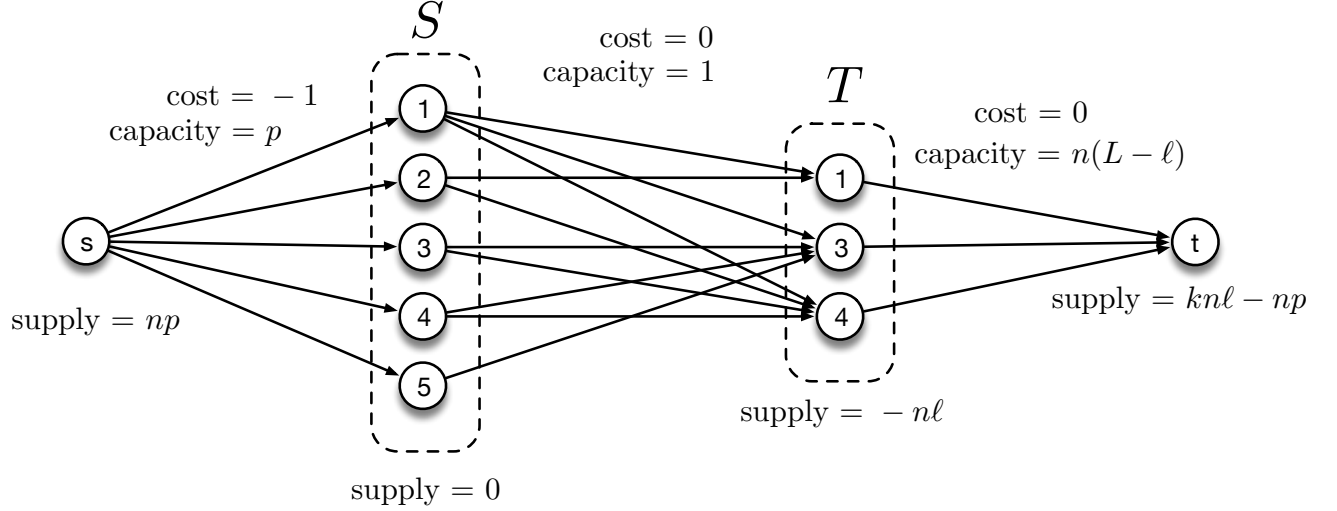 S
cost = 0
capacity = 1
T
cost = − 1
capacity = p
cost = 0
capacity = n(L − ℓ)
1
2
3
4
5
1
3
4
s
t
supply = np
supply = knℓ − np
supply = − nℓ
supply = 0